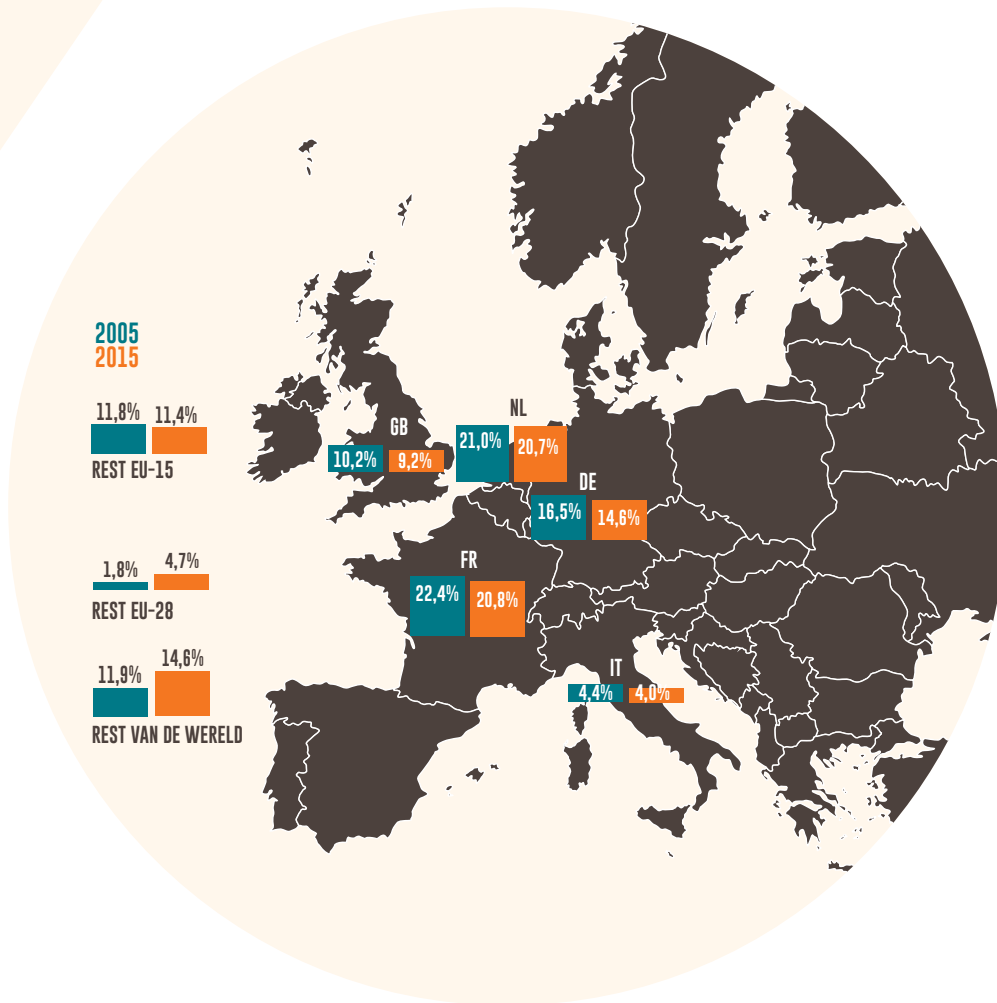 2005
2015
11,8% 11,4%
REST EU-15
1,8% 4,7%
REST EU-28
11,9% 14,6%
REST VAN DE WERELD
GB
10,2% 9,2%
NL
21,0% 20,7%
DE
16,5% 14,6%
FR
22,4% 20,8%
IT
4,4% 4,0%